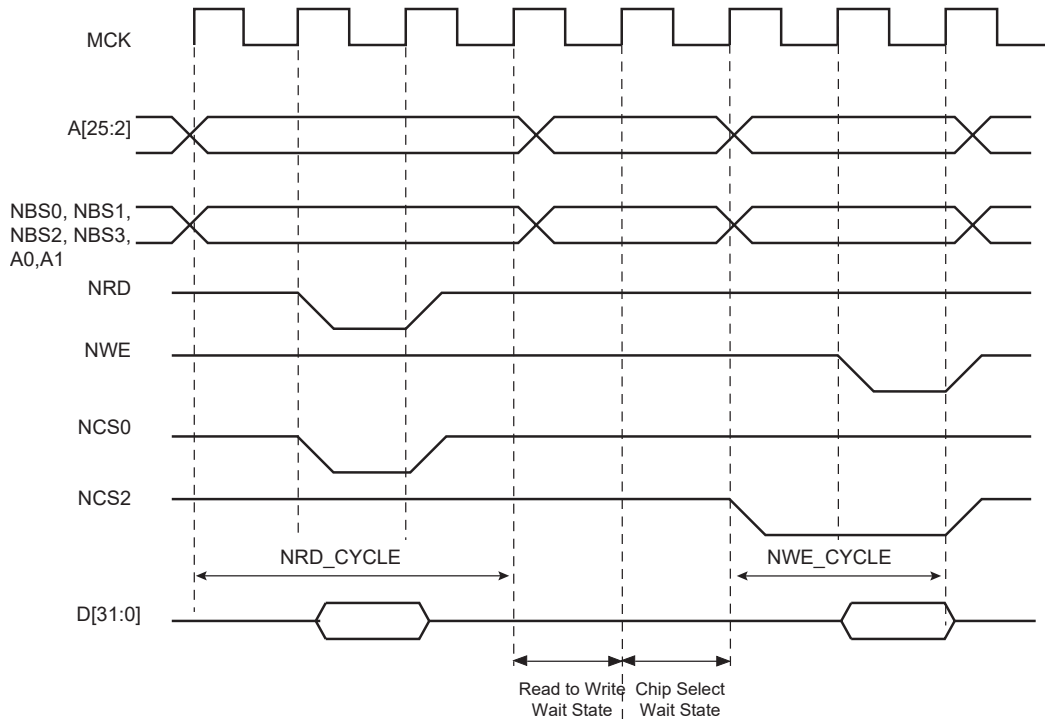 MCK
A[25:2]
NBS0, NBS1,
NBS2, NBS3,
A0,A1
NRD
NWE
NCS0
NCS2
NRD_CYCLE
NWE_CYCLE
D[31:0]
Read to Write
Wait State
Chip Select
Wait State